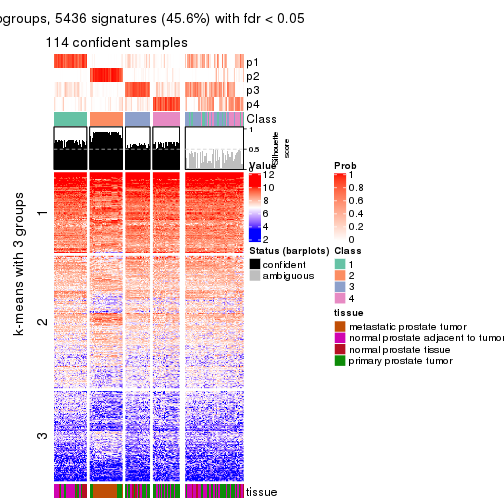 ogroups, 5436 signatures (45.6%) with fdr < 0.05
114 confident samples
p1
p2
p3
p4
Class
1
0.5
0
Silhouette
score
k-means with 3 groups
1
2
3
tissue
Value
12
10
8
6
4
2
Prob
1
0.8
0.6
0.4
0.2
0
Status (barplots)
confident
ambiguous
Class
1
2
3
4
tissue
metastatic prostate tumor
normal prostate adjacent to tumor
normal prostate tissue
primary prostate tumor